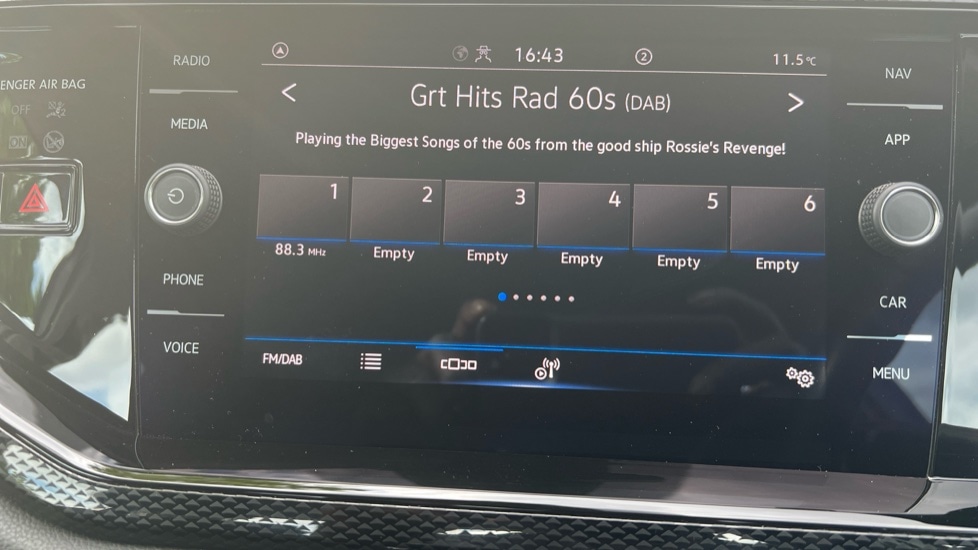 RADIO
16:43
2
11.5°C
NAV
ENGER AIR BAG
OFF
ON
MEDIA
< Grt Hits Rad 60s (DAB) >
APP
Playing the Biggest Songs of the 60s from the good ship Rossie's Revenge!
1 2 3 4 5 6
88.3 MHz Empty Empty Empty Empty Empty
PHONE
CAR
VOICE
FM/DAB
MENU